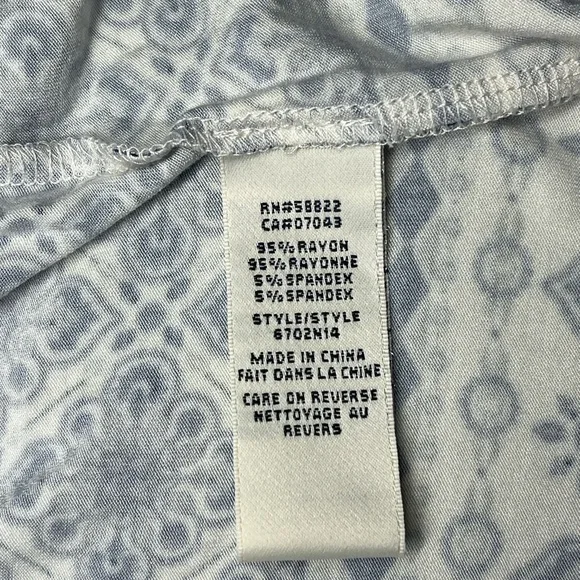 RN#58822
CA#07043
95%RAYON
95%RAYONNE
5%SPANDEX
5%SPANDEX
STYLE/STYLE
6702N14
MADE IN CHINA
FAIT DANS LA CHINE
CARE ON REVERSE
NETTOYAGE AU
REVERS